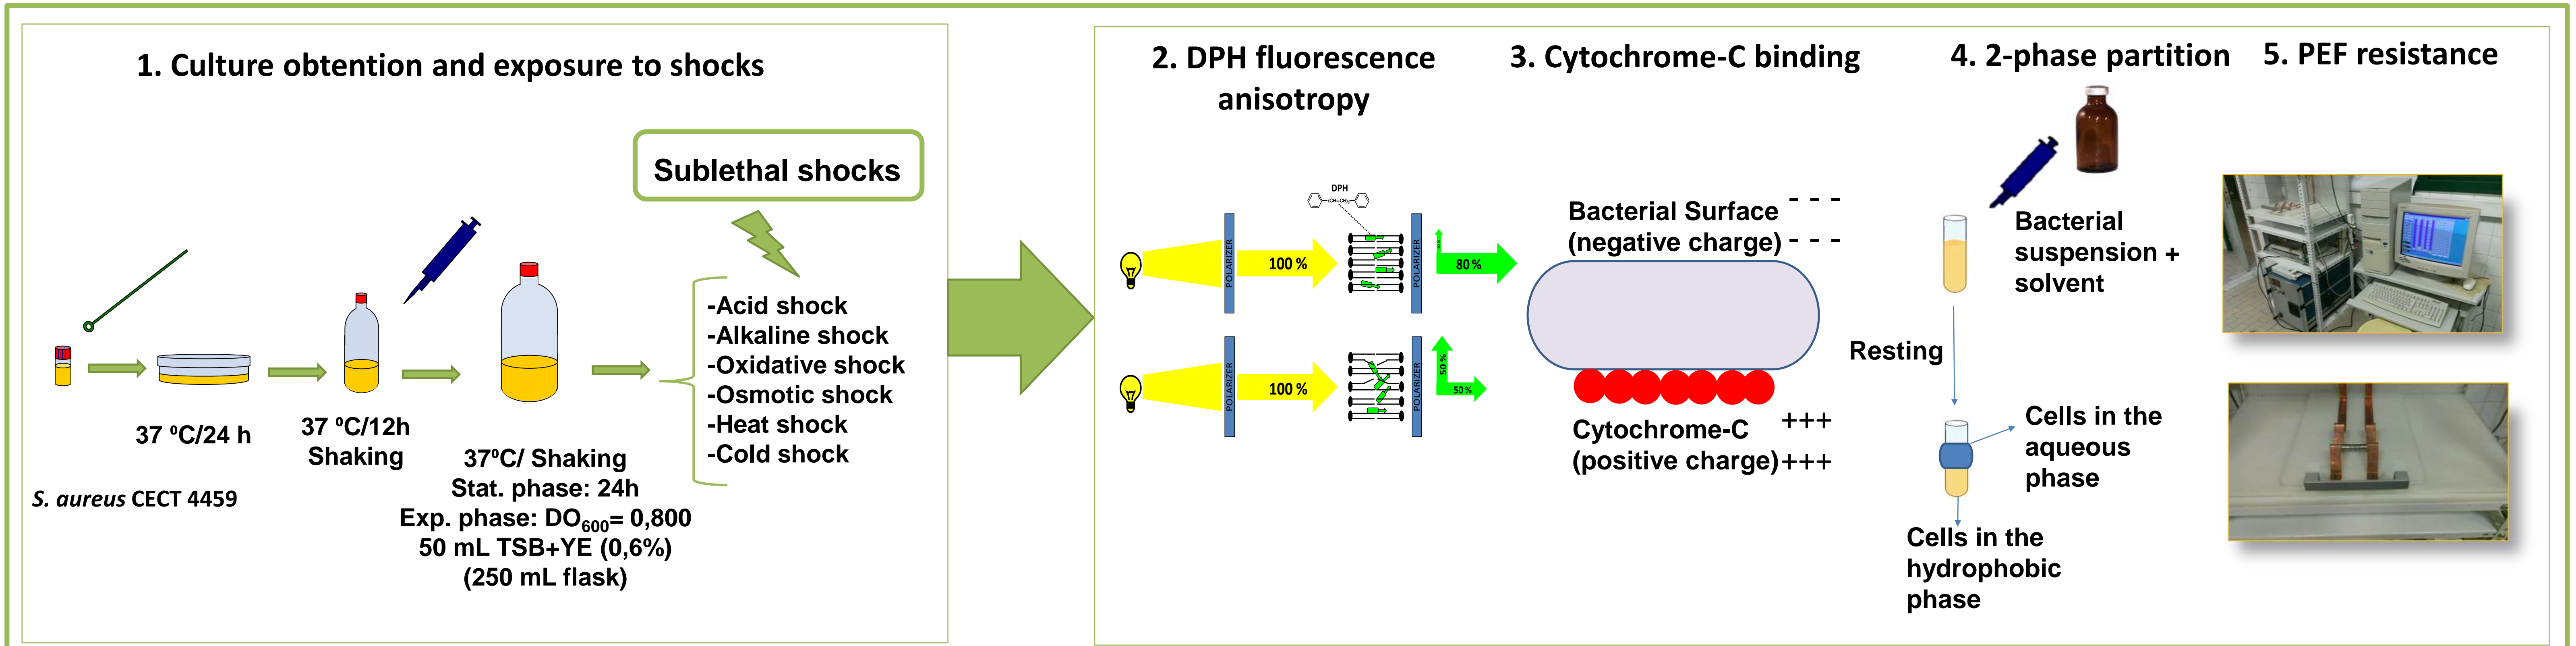 1. Culture obtention and exposure to shocks
Sublethal shocks
-Acid shock
-Alkaline shock
-Oxidative shock
-Osmotic shock
-Heat shock
-Cold shock
37 ⁰C/24 h
37 ⁰C/12h
Shaking
37⁰C/ Shaking
Stat. phase: 24h
Exp. phase: DO₆₀₀= 0,800
50 mL TSB+YE (0,6%)
(250 mL flask)
S. aureus CECT 4459
2. DPH fluorescence
anisotropy
DPH
POLARIZER
100 %
POLARIZER
80 %
POLARIZER
100 %
POLARIZER
50 %
50 %
3. Cytochrome-C binding
Bacterial Surface - - -
(negative charge) - - -
Cytochrome-C +++
(positive charge) +++
4. 2-phase partition
Bacterial
suspension +
solvent
Resting
Cells in the
aqueous
phase
Cells in the
hydrophobic
phase
5. PEF resistance